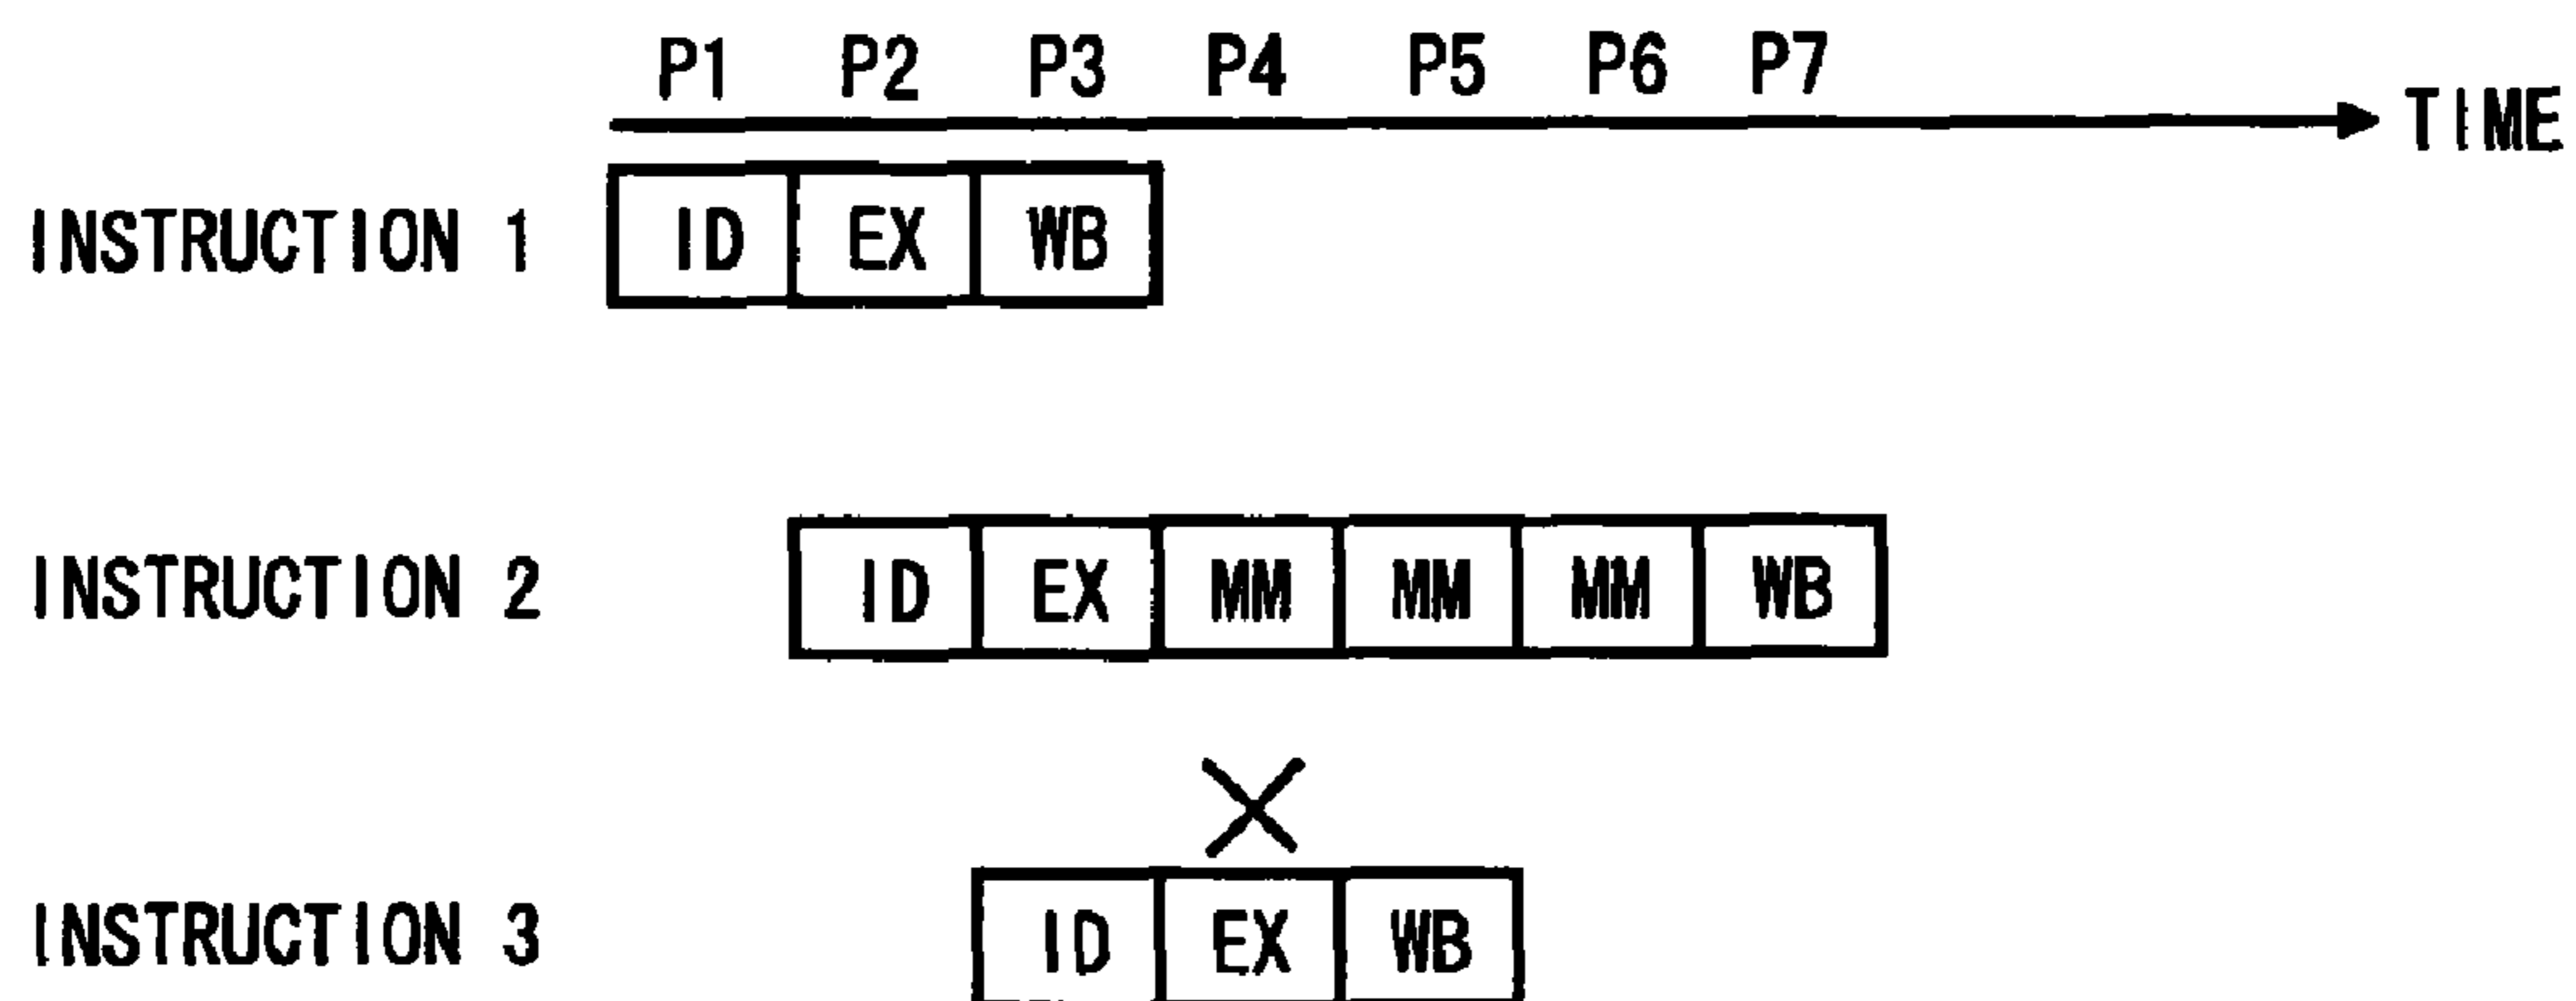 P1 P2 P3 P4 P5 P6 P7
TIME
INSTRUCTION 1 ID EX WB
INSTRUCTION 2 ID EX MM MM MM WB
INSTRUCTION 3 ID EX WB